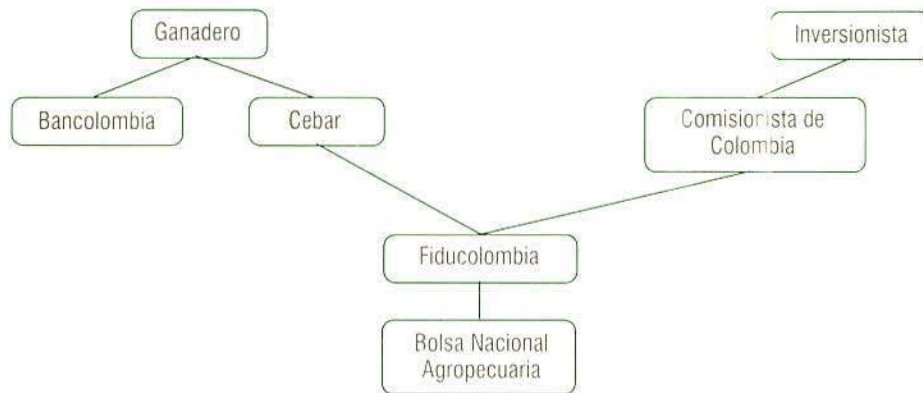 Ganadero
Inversionista
Bancolombia
Cebar
Comisionista de
Colombia
Fiducolombia
Bolsa Nacional
Agropecuaria